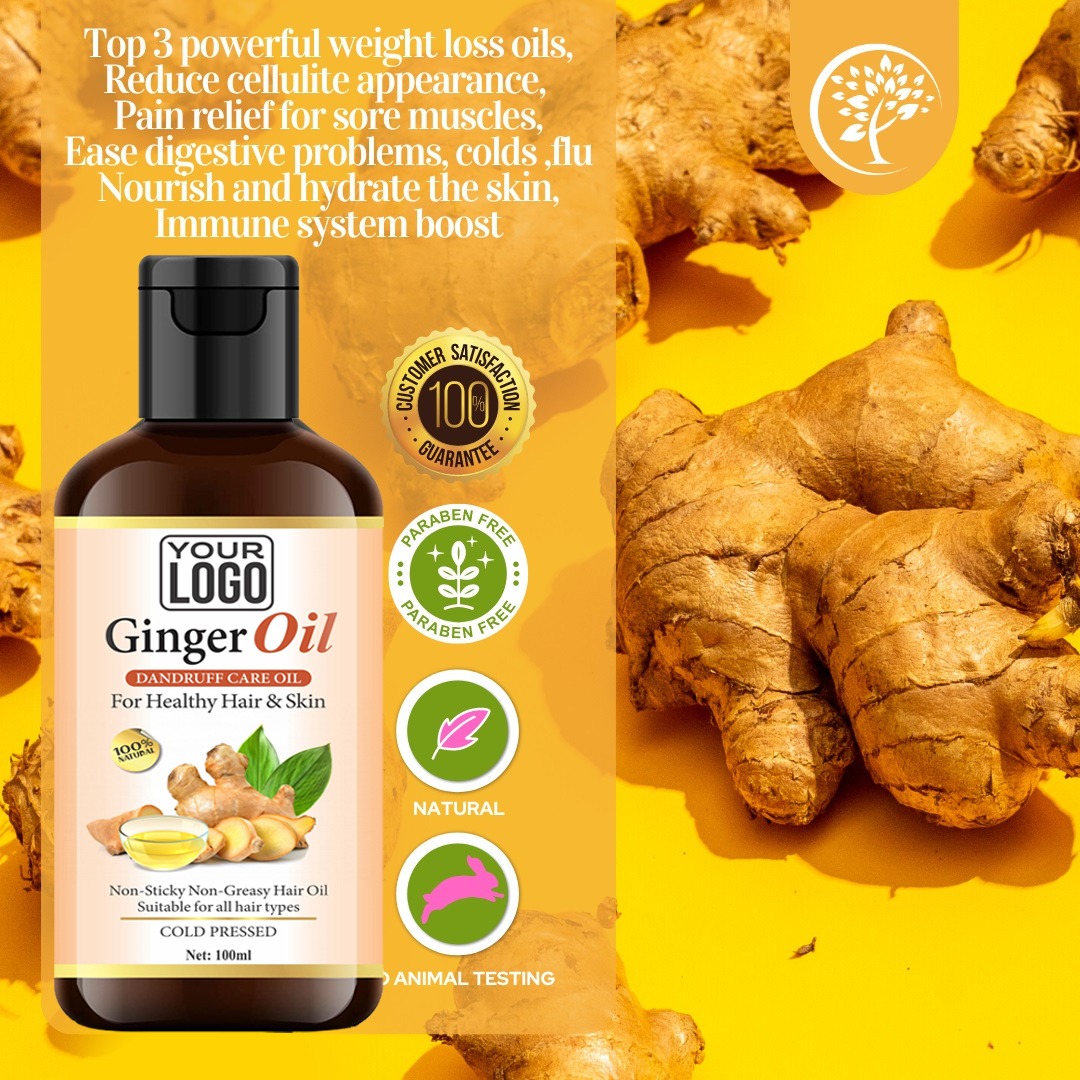 Top 3 powerful weight loss oils,
Reduce cellulite appearance,
Pain relief for sore muscles,
Ease digestive problems, colds ,flu
Nourish and hydrate the skin,
Immune system boost
CUSTOMER SATISFACTION
100%
GUARANTEE
PARABEN FREE
PARABEN FREE
YOUR
LOGO
Ginger Oil
DANDRUFF CARE OIL
For Healthy Hair & Skin
100%
NATURAL
NATURAL
Non-Sticky Non-Greasy Hair Oil
Suitable for all hair types
COLD PRESSED
Net: 100ml
ANIMAL TESTING